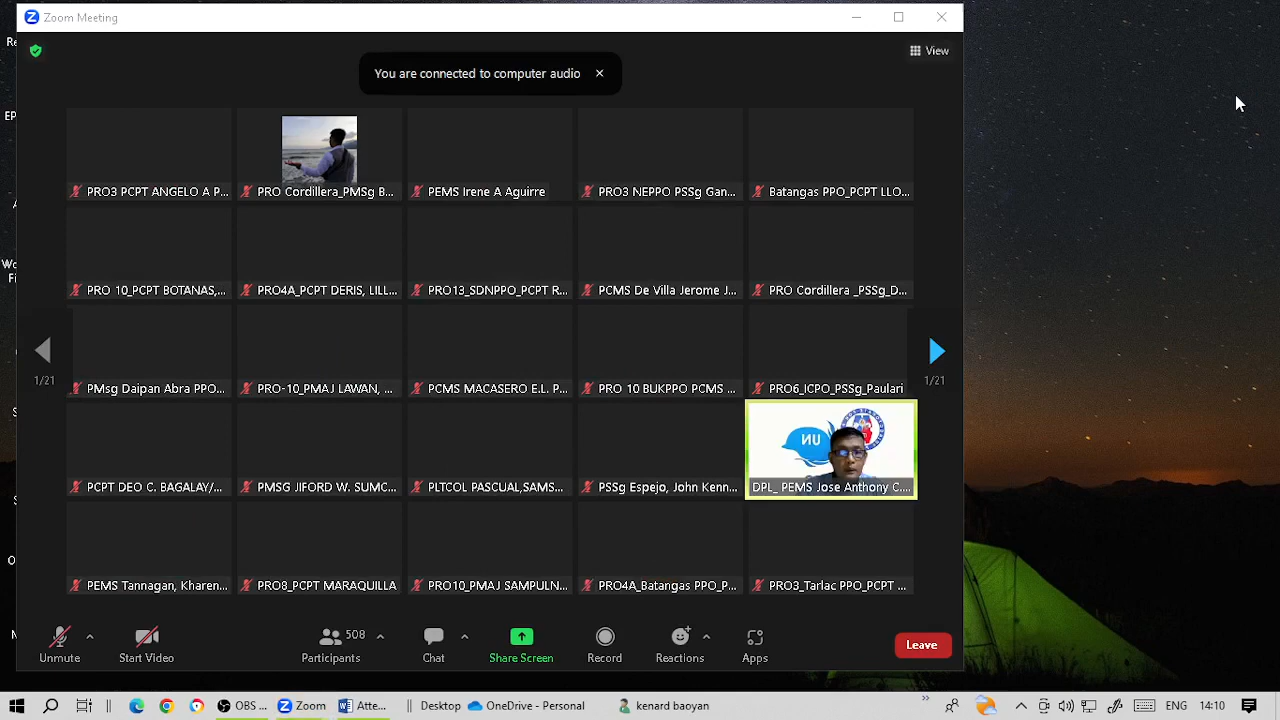 Zoom Meeting
View
You are connected to computer audio
PRO3 PCPT ANGELO A P...
PRO Cordillera_PMSg B...
PEMS Irene A Aguirre
PRO3 NEPPO PSSg Gan...
Batangas PPO_PCPT LLO...
PRO 10_PCPT BOTANAS,...
PRO4A_PCPT DERIS, LILL...
PRO13_SDNPPO_PCPT R...
PCMS De Villa Jerome J...
PRO Cordillera _PSSg_D...
1/21
1/21
PMsg Daipan Abra PPO...
PRO-10_PMAJ LAWAN, ...
PCMS MACASERO E.L. P...
PRO 10 BUKPPO PCMS ...
PRO6_ICPO_PSSg_Paulari
NU
PCPT DEO C. BAGALAY,
PMSG JIFORD W. SUMC...
PLTCOL PASCUAL,SAMS...
PSSg Espejo, John Kenn...
DPL_ PEMS Jose Anthony C....
PEMS Tannagan, Kharen...
PRO8_PCPT MARAQUILLA
PRO10_PMAJ SAMPULN...
PRO4A_Batangas PPO_P...
PRO3_Tarlac PPO_PCPT ...
508
Unmute
Start Video
Participants
Chat
Share Screen
Record
Reactions
Apps
Leave
OBS ...
Zoom
Atte...
Desktop
OneDrive - Personal
kenard baoyan
ENG
14:10